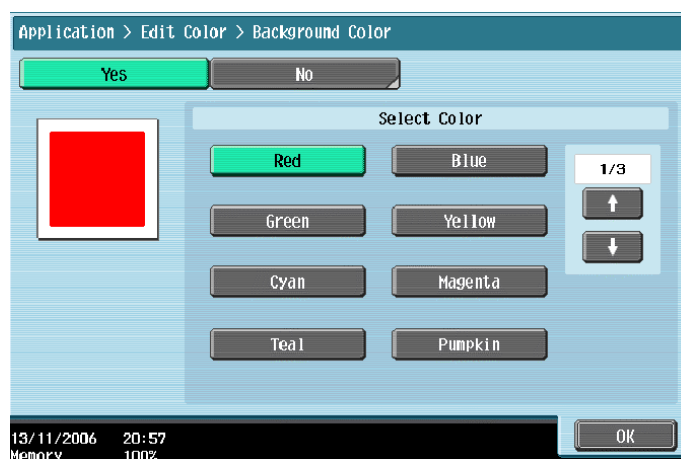 Application > Edit Color > Background Color
Yes No
Select Color
Red Blue
1/3
Green Yellow
Cyan Magenta
Teal Pumpkin
13/11/2006 20:57
OK
Memory 100%